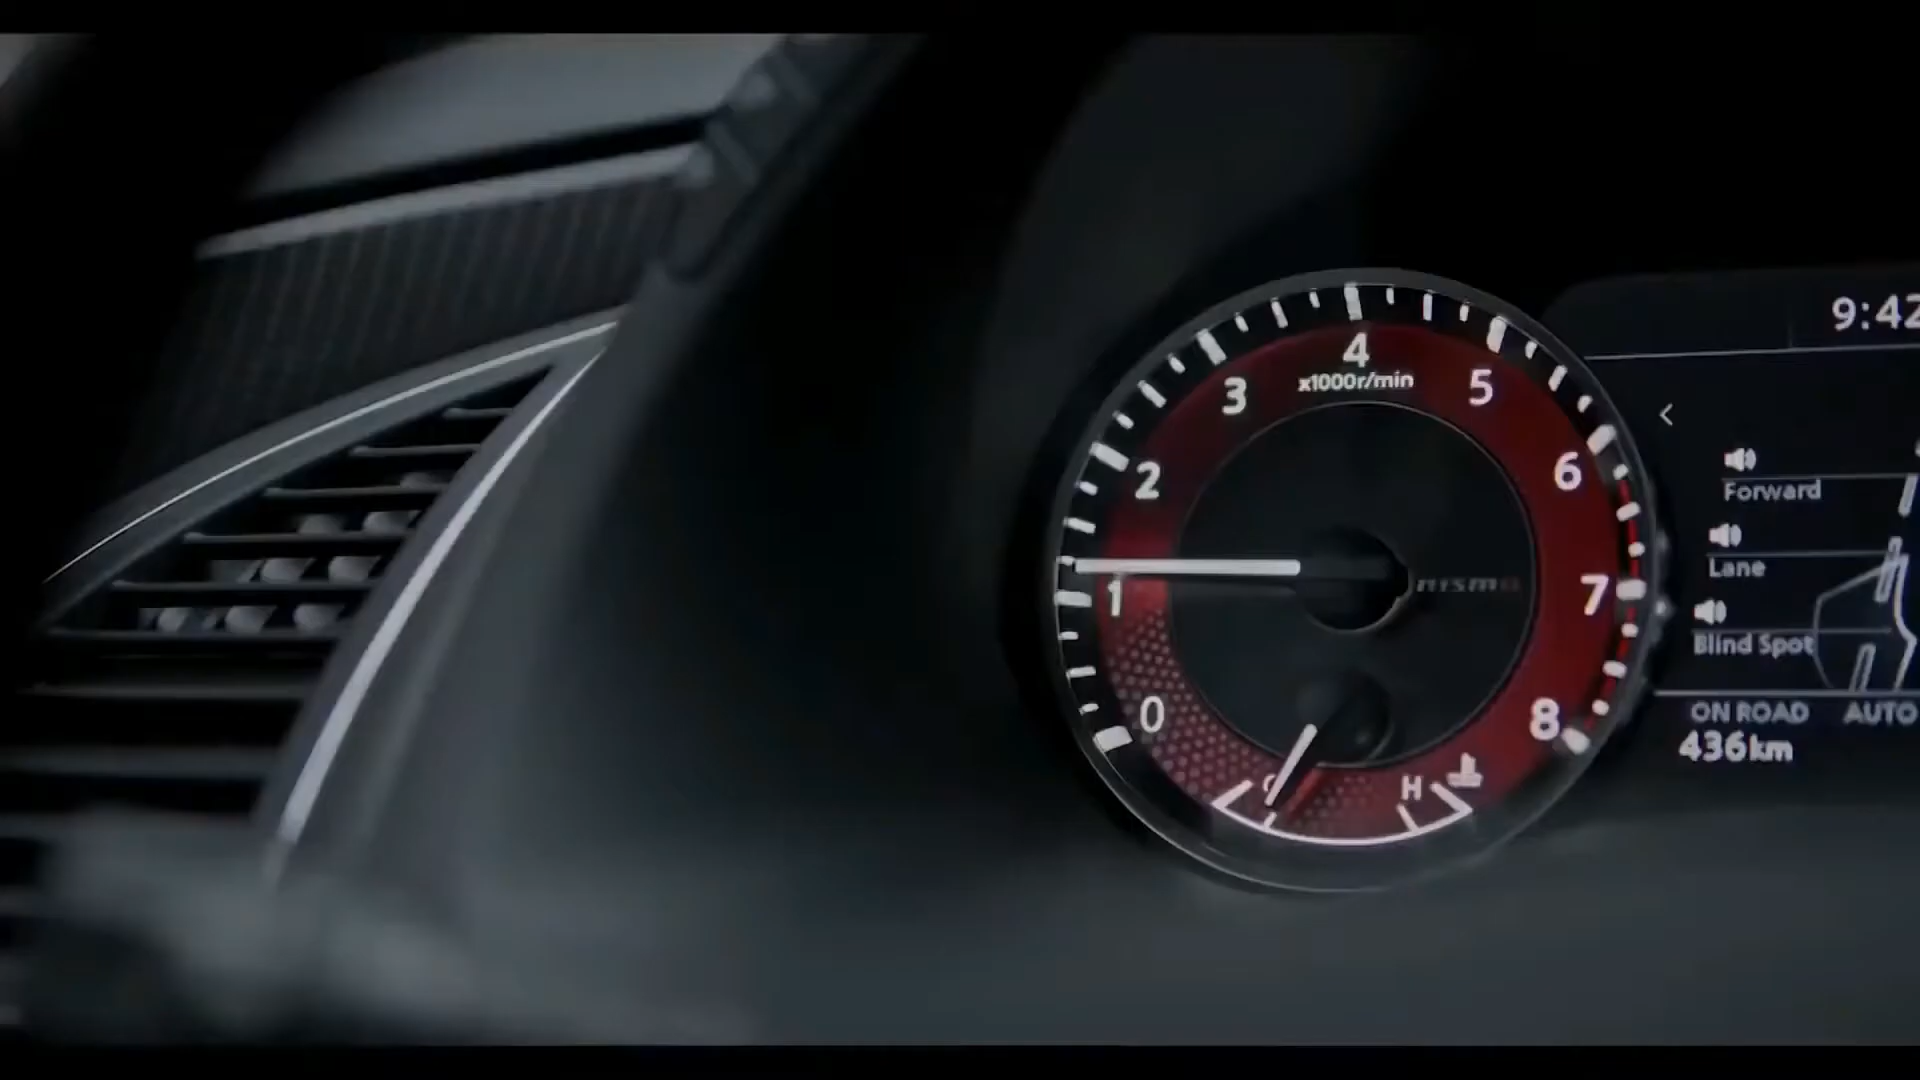 9:42
4
x1000r/min
3
5
2
6
Forward
Lane
1
nismo
7
Blind Spot
0
8
ON ROAD AUTO
436km
C
H